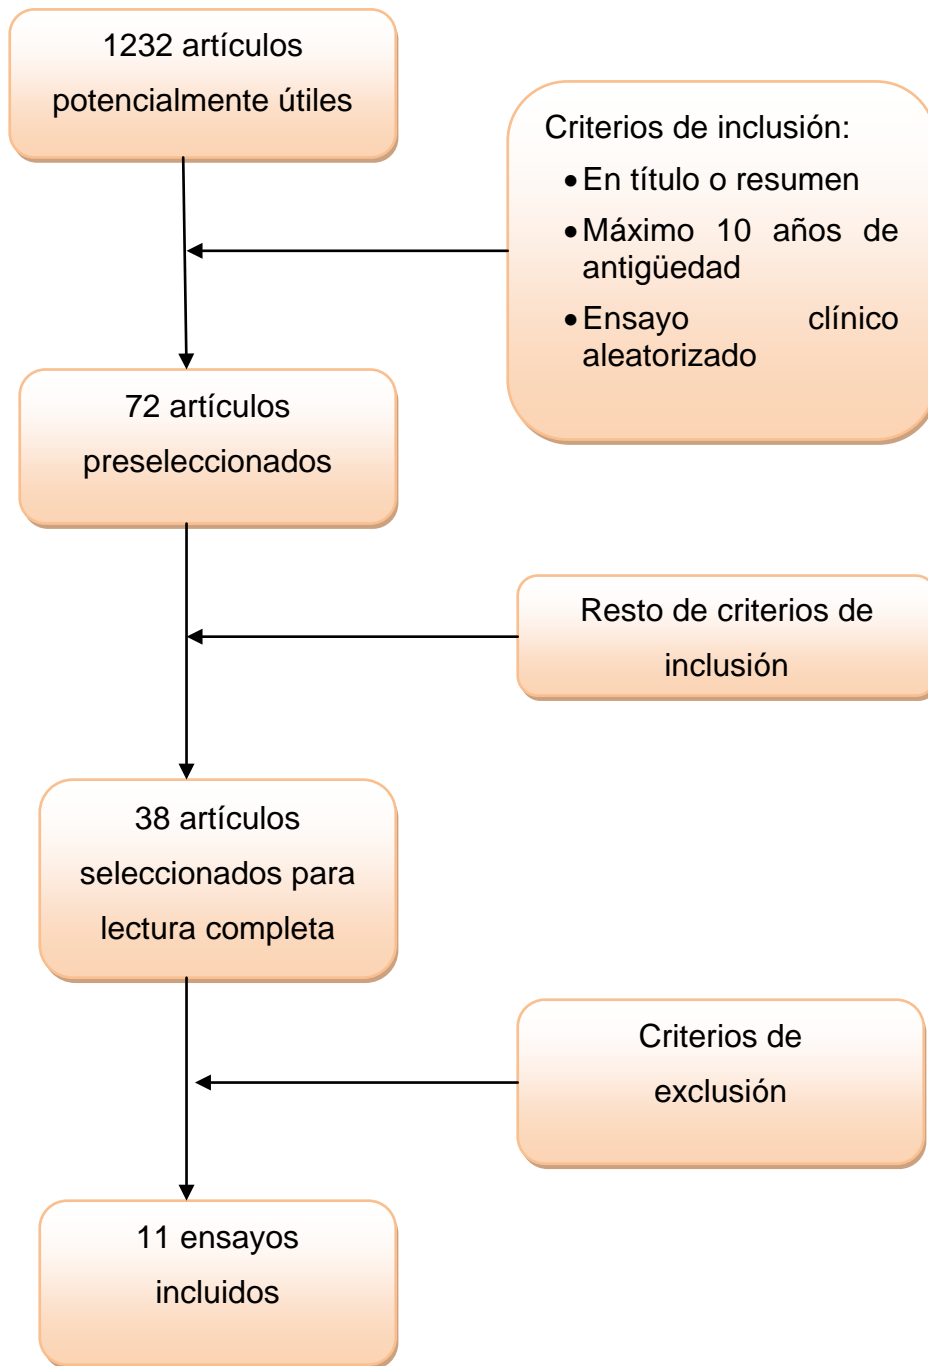 1232 artículos
potencialmente útiles
Criterios de inclusión:
• En título o resumen
• Máximo 10 años de
antigüedad
• Ensayo clínico
aleatorizado
72 artículos
preseleccionados
Resto de criterios de
inclusión
38 artículos
seleccionados para
lectura completa
Criterios de
exclusión
11 ensayos
incluidos